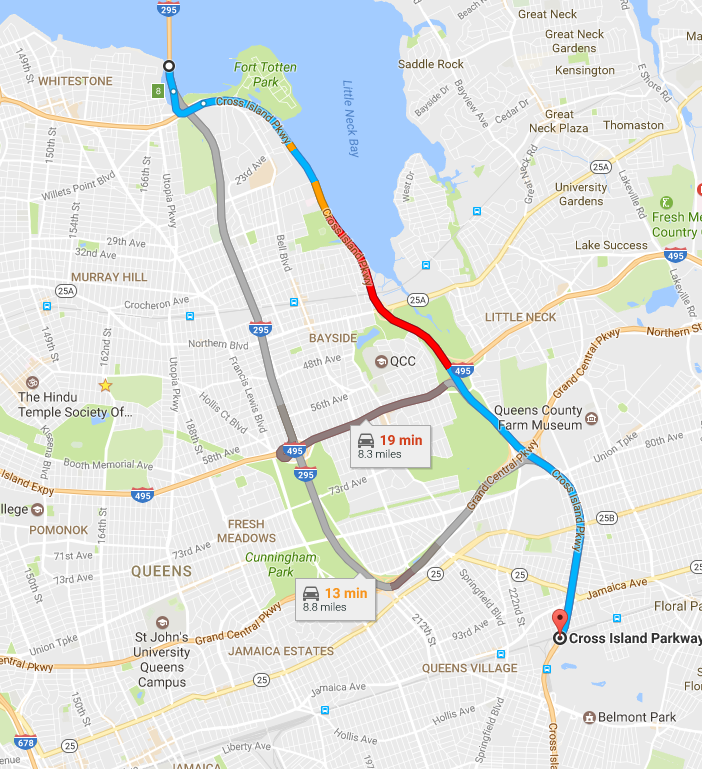 295
Great Neck
Great Neck
Gardens
Saddle Rock
Kensington
E Shore Rd
149th St
WHITESTONE
Fort Totten
Park
Little Neck Bay
Bayside Dr
Bayview Ave
Cedar Dr
8
Cross Island Pkwy
Great
Neck Plaza
Thomaston
150th St
166th St
23rd Ave
West Dr
25A
Great Neck Rd
Lakeville Rd
Willets Point Blvd
Utopia Pkwy
University
Gardens
154th St
Cross Island Pkwy
Fresh Me
Country C
29th Ave
32nd Ave
Bell Blvd
Lake Success
495
MURRAY HILL
25A
Crocheron Ave
25A
Lakeville Rd
LITTLE NECK
295
149th St
162nd St
Northern Blvd
BAYSIDE
Northern St
Grand Central Pkwy
48th Ave
QCC
495
The Hindu
Temple Society Of...
Utopia Pkwy
Francis Lewis Blvd
Hollis Ct Blvd
56th Ave
Queens County
Farm Museum
188th St
19 min
8.3 miles
Kissena Blvd
58th Ave
Booth Memorial Ave
495
Union Tpke
80th Ave
Island Expy
495
295
73rd Ave
Grand Central Pkwy
Cross Island Pkwy
llege
164th St
POMONOK
FRESH
MEADOWS
25B
71st Ave
73rd Ave
73rd Ave
Cunningham
Park
QUEENS
150th St
25
25
25
Jamaica Ave
13 min
8.8 miles
Springfield Blvd
222nd St
Floral Pa
St John's
University
Queens
Campus
Union Tpke
Grand Central Pkwy
212th St
93rd Ave
Cross Island Parkway
entral Pkwy
JAMAICA ESTATES
QUEENS VILLAGE
25
150th St
Jamaica Ave
Belmont Park
Springfield Blvd
Hollis Ave
Hollis Ave
678
25
Liberty Ave
Cross Isla
JAMAICA
197